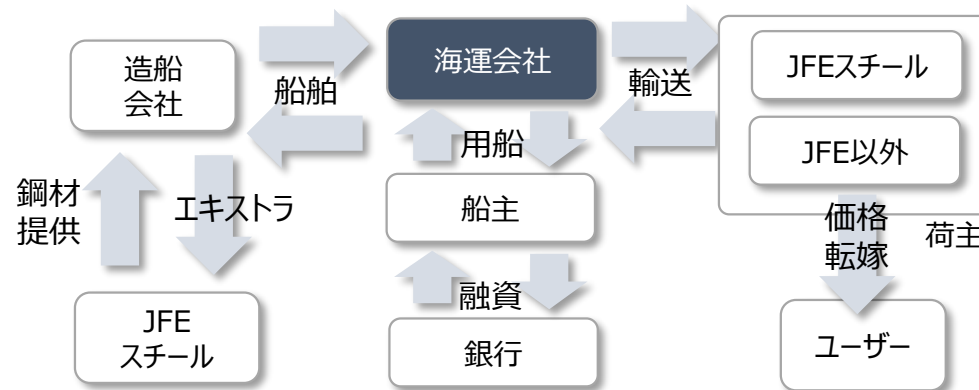 造船
会社
船舶
海運会社
輸送
JFEスチール
JFE以外
用船
船主
鋼材
提供
エキストラ
価格
転嫁
荷主
融資
JFE
スチール
銀行
ユーザー